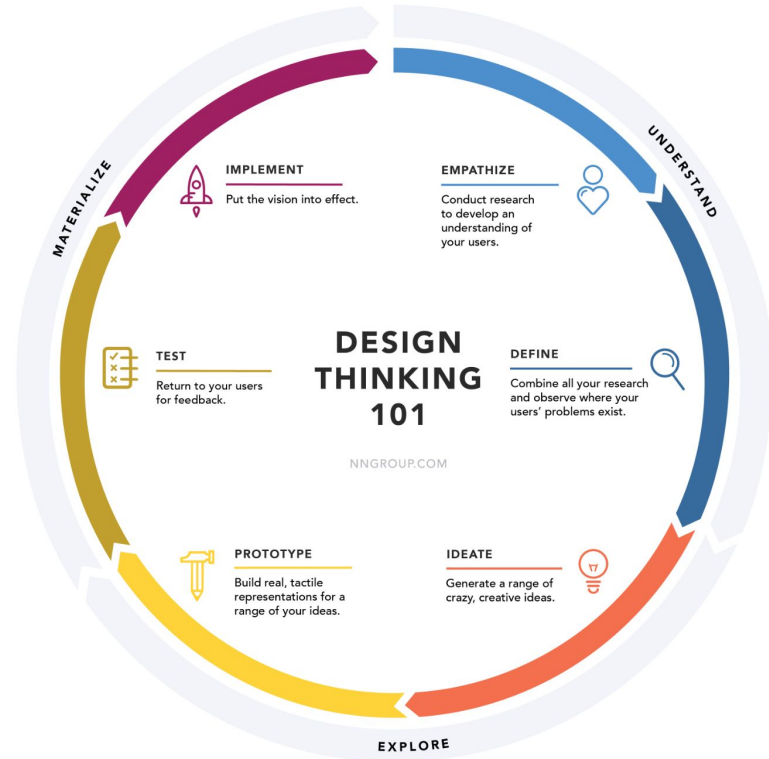 UNDERSTAND
EMPATHIZE
Conduct research
to develop an
understanding of
your users.
DEFINE
Combine all your research
and observe where your
users’ problems exist.
EXPLORE
IDEATE
Generate a range of
crazy, creative ideas.
PROTOTYPE
Build real, tactile
representations for a
range of your ideas.
MATERIALIZE
TEST
Return to your users
for feedback.
IMPLEMENT
Put the vision into effect.
DESIGN
THINKING
101
NNGROUP.COM